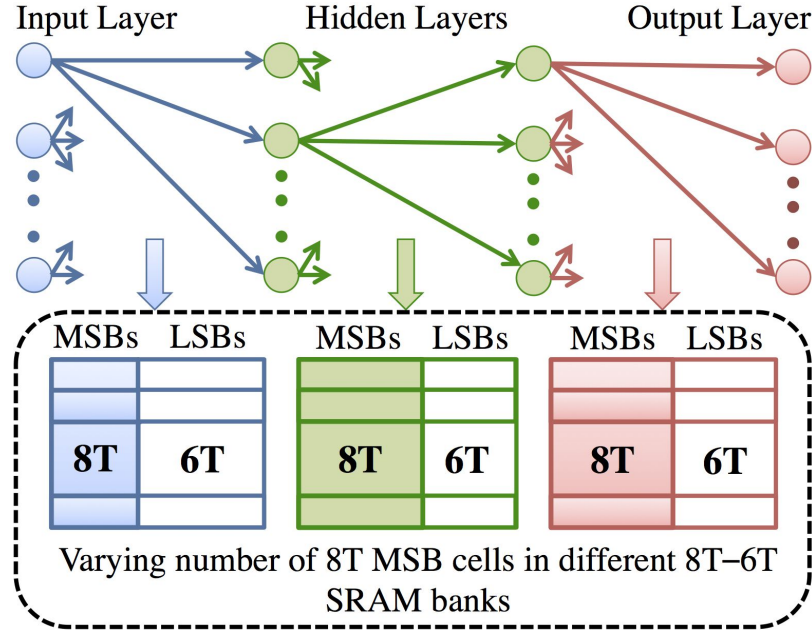 Input Layer Hidden Layers Output Layer
MSBs LSBs MSBs LSBs MSBs LSBs
8T 6T 8T 6T 8T 6T
Varying number of 8T MSB cells in different 8T–6T
SRAM banks